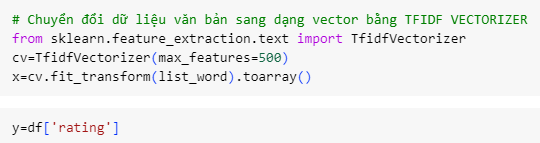 # Chuyển đổi dữ liệu văn bản sang dạng vector bằng TFIDF VECTORIZER
from sklearn.feature_extraction.text import TfidfVectorizer
cv=TfidfVectorizer(max_features=500)
x=cv.fit_transform(list_word).toarray()
y=df['rating']